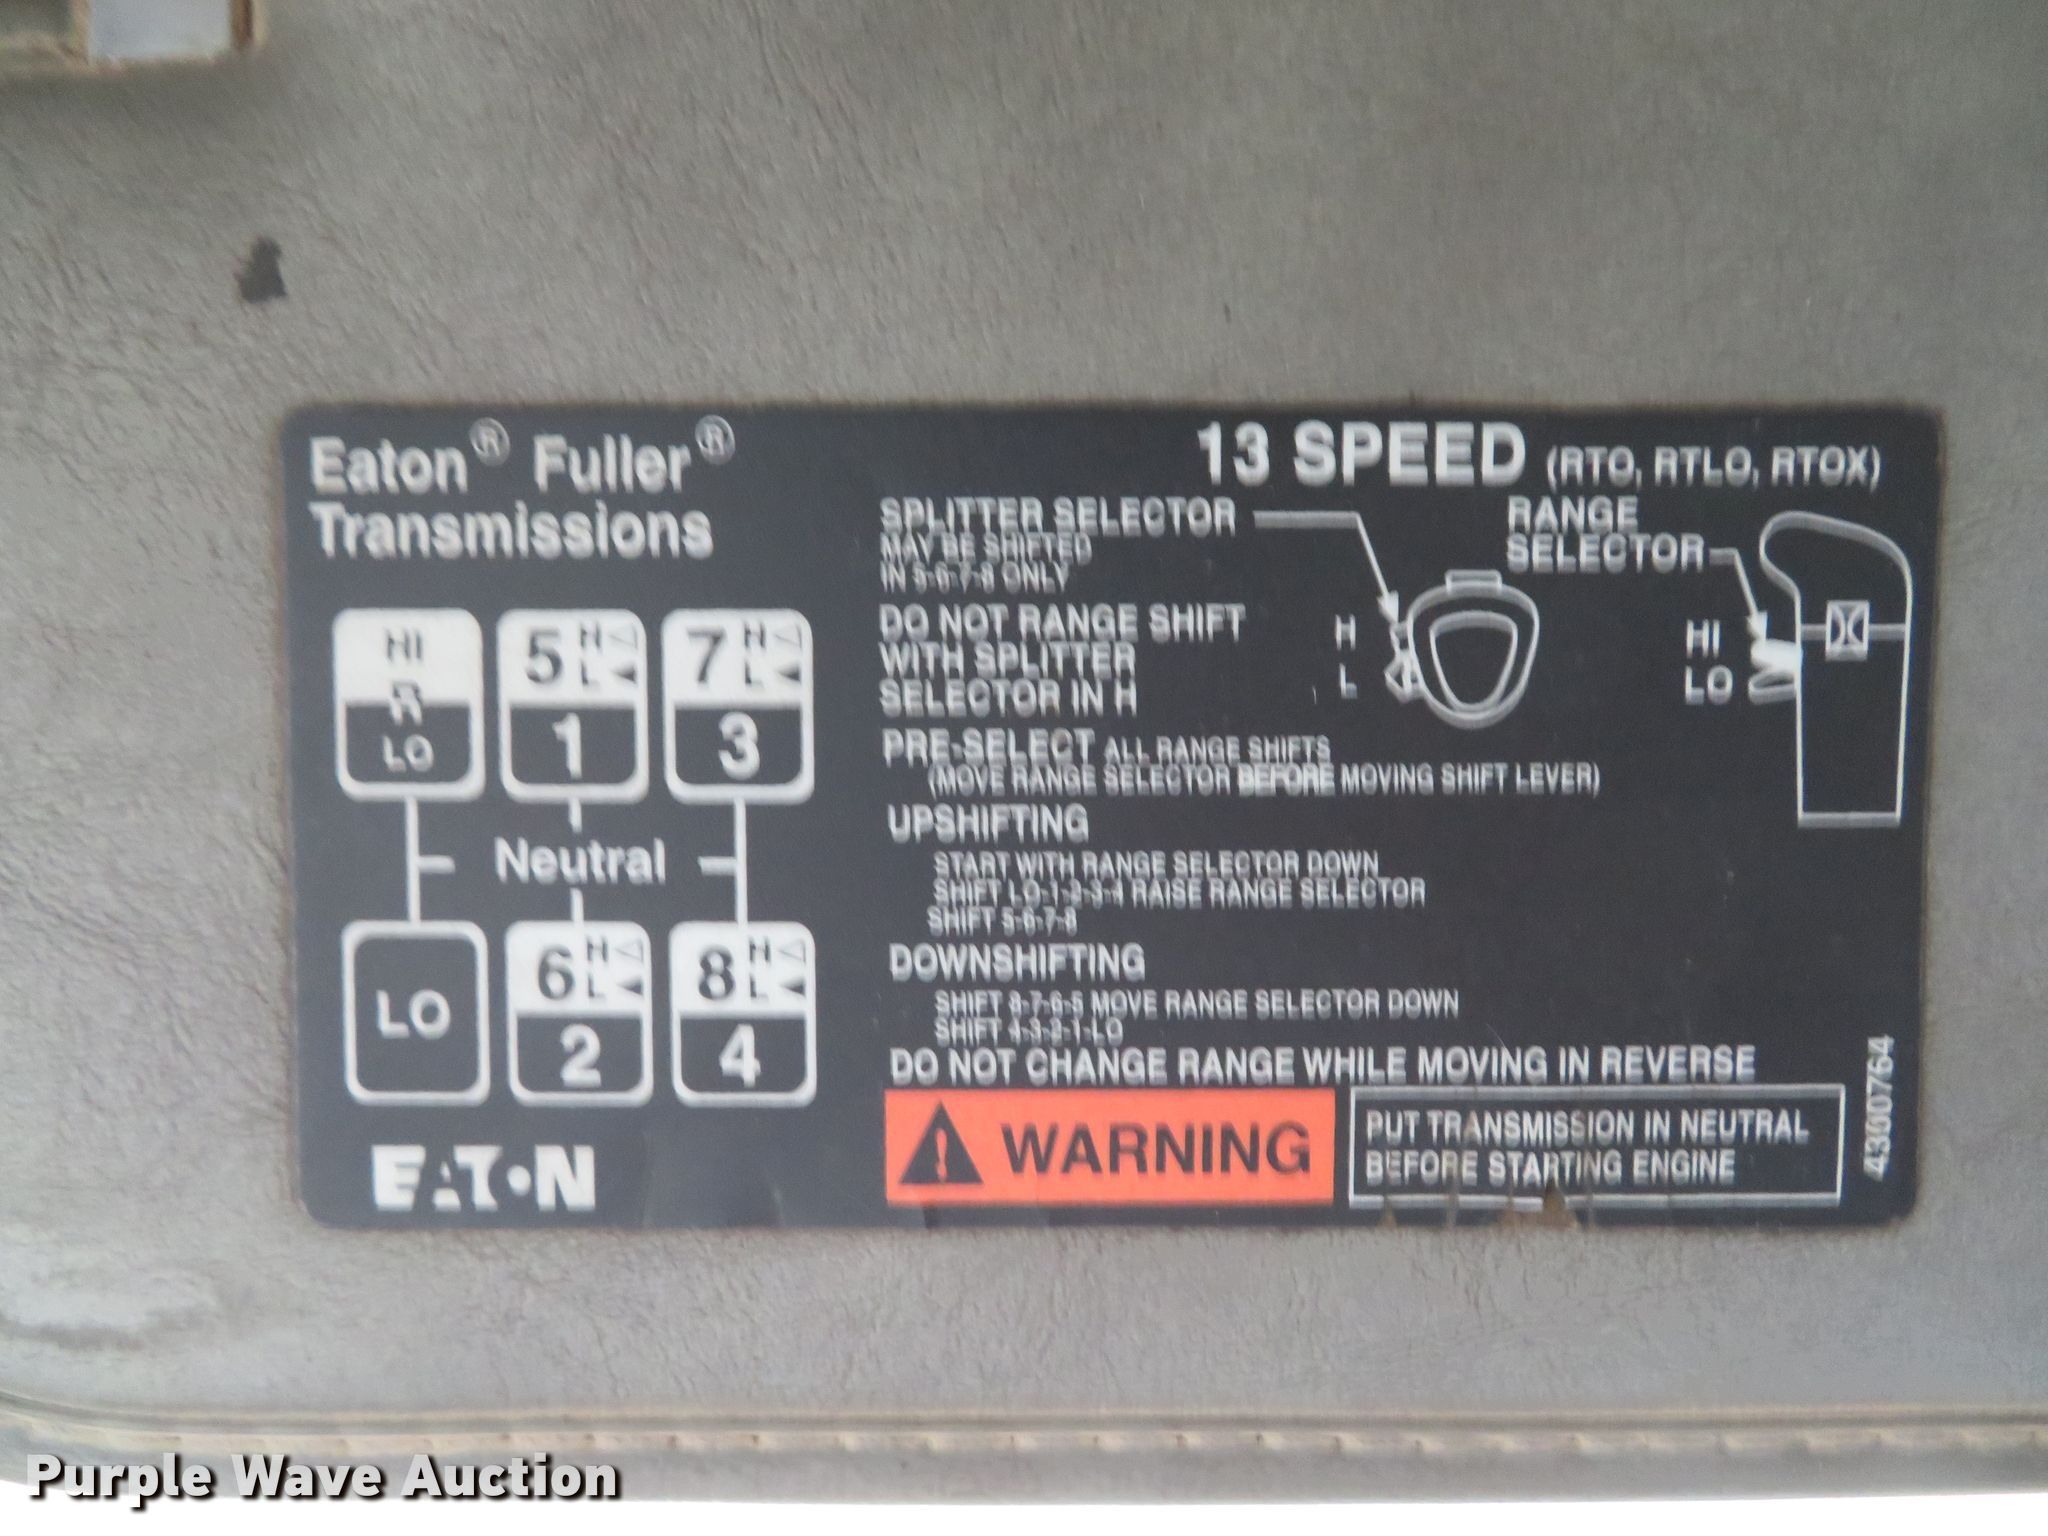 Eaton® Fuller®
Transmissions
13 SPEED (RTO, RTLO, RTOX)
SPLITTER SELECTOR
MAY BE SHIFTED
IN 5-6-7-8 ONLY
RANGE
SELECTOR
DO NOT RANGE SHIFT
WITH SPLITTER
SELECTOR IN H
H
L
HI
LO
PRE-SELECT ALL RANGE SHIFTS
(MOVE RANGE SELECTOR BEFORE MOVING SHIFT LEVER)
UPSHIFTING
START WITH RANGE SELECTOR DOWN
SHIFT LO-1-2-3-4 RAISE RANGE SELECTOR
SHIFT 5-6-7-8
DOWNSHIFTING
SHIFT 8-7-6-5 MOVE RANGE SELECTOR DOWN
SHIFT 4-3-2-1-LO
DO NOT CHANGE RANGE WHILE MOVING IN REVERSE
WARNING
PUT TRANSMISSION IN NEUTRAL
BEFORE STARTING ENGINE
4300764
HI
R
LO
5 H L
1
7 H L
3
Neutral
LO
6 H L
2
8 H L
4
EATON
Purple Wave Auction